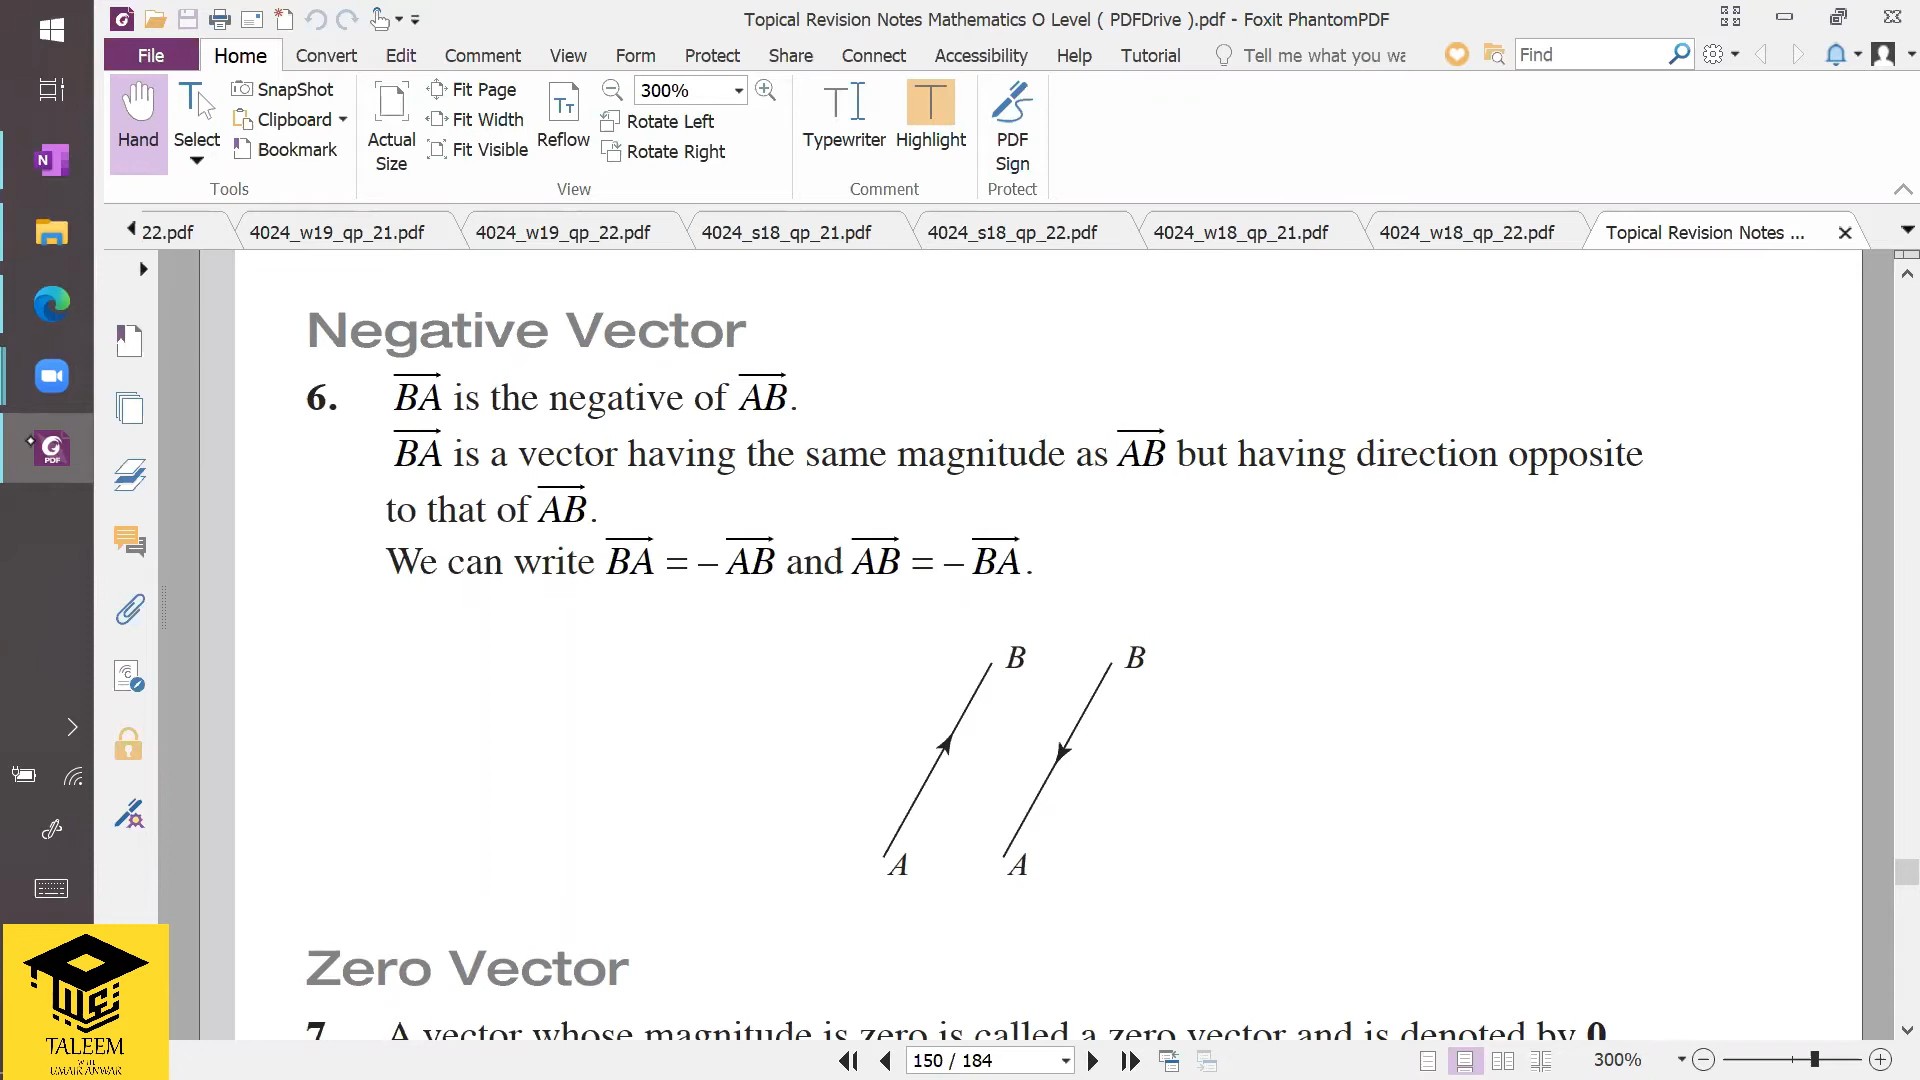 Topical Revision Notes Mathematics O Level ( PDFDrive ).pdf - Foxit PhantomPDF
File Home Convert Edit Comment View Form Protect Share Connect Accessibility Help Tutorial Tell me what you wa Find
Hand
Select
SnapShot
Clipboard
Bookmark
Tools
Actual Size
Fit Page
Fit Width
Fit Visible
Reflow
300%
Rotate Left
Rotate Right
View
Typewriter
Highlight
Comment
PDF Sign
Protect
22.pdf 4024_w19_qp_21.pdf 4024_w19_qp_22.pdf 4024_s18_qp_21.pdf 4024_s18_qp_22.pdf 4024_w18_qp_21.pdf 4024_w18_qp_22.pdf Topical Revision Notes ...
Negative Vector
6. BA is the negative of AB.
BA is a vector having the same magnitude as AB but having direction opposite
to that of AB.
We can write BA = – AB and AB = – BA.
B B
A A
Zero Vector
7 A vector whose magnitude is zero is called a zero vector and is denoted by 0
TALEEM
WITH
UMAIR ANWAR
150 / 184
300%
N
PDF